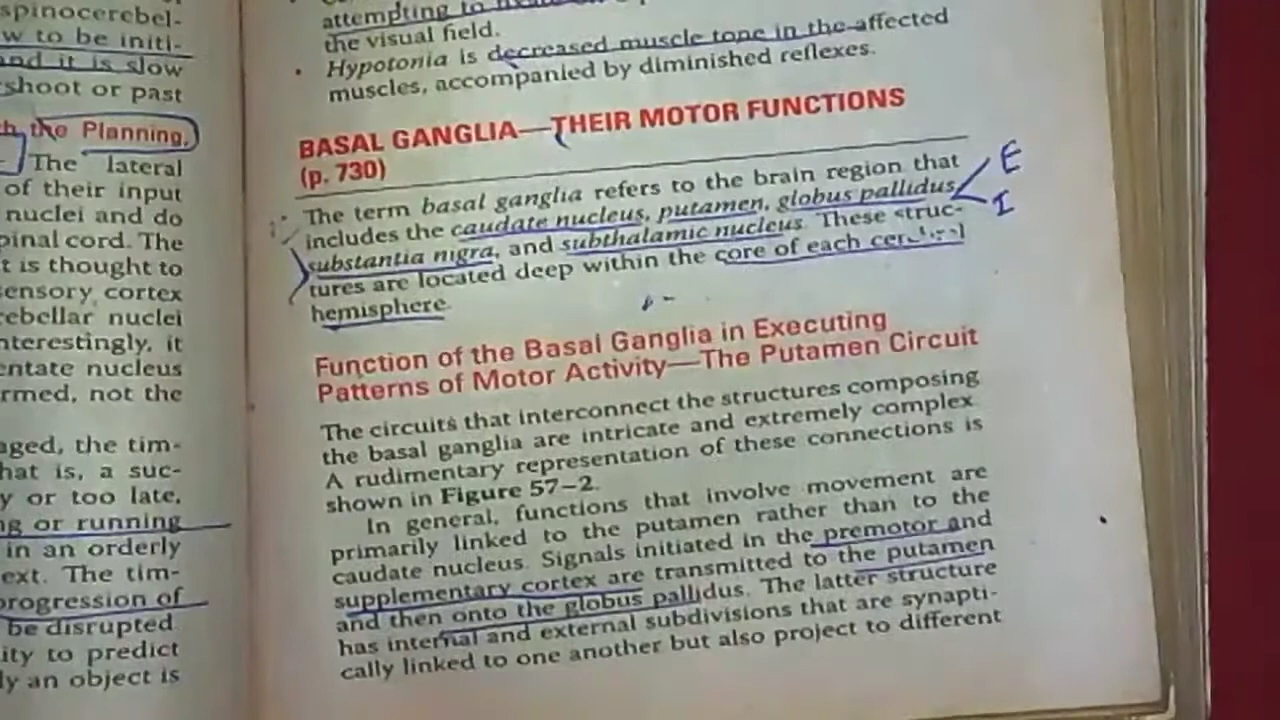 spinocerebel-
w to be initi-
and it is slow
shoot or past
the Planning,
The lateral
of their input
nuclei and do
pinal cord. The
t is thought to
sensory cortex
rebellar nuclei
nterestingly, it
entate nucleus
rmed, not the
aged, the tim-
hat is, a suc-
y or too late,
ng or running
in an orderly
ext. The tim-
progression of
be disrupted
ity to predict
ly an object is
attempting to
the visual field.
• Hypotonia is decreased muscle tone in the affected
muscles, accompanied by diminished reflexes.
BASAL GANGLIA—THEIR MOTOR FUNCTIONS
(p. 730)
The term basal ganglia refers to the brain region that
includes the caudate nucleus, putamen, globus pallidus,
substantia nigra, and subthalamic nucleus. These struc-
tures are located deep within the core of each cerebral
hemisphere.
E
I
Function of the Basal Ganglia in Executing
Patterns of Motor Activity—The Putamen Circuit
The circuits that interconnect the structures composing
the basal ganglia are intricate and extremely complex.
A rudimentary representation of these connections is
shown in Figure 57–2.
In general, functions that involve movement are
primarily linked to the putamen rather than to the
caudate nucleus. Signals initiated in the premotor and
supplementary cortex are transmitted to the putamen
and then onto the globus pallidus. The latter structure
has internal and external subdivisions that are synapti-
cally linked to one another but also project to different